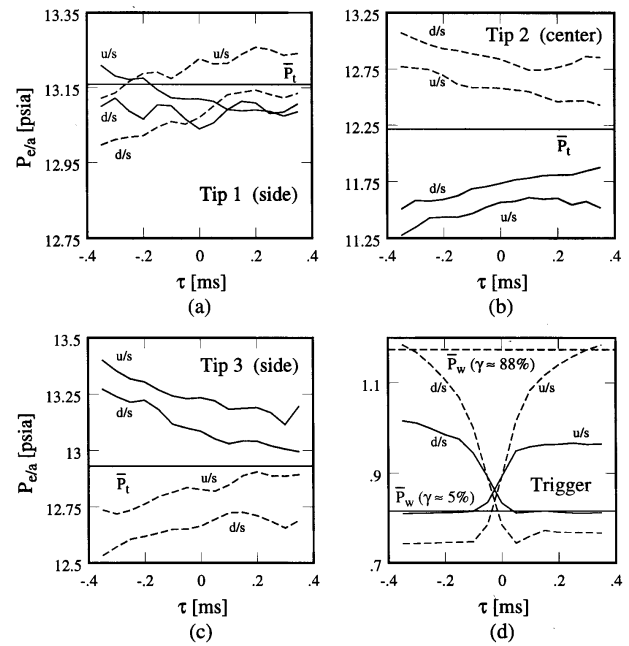 13.35
13.15
12.95
12.75
P_e/a [psia]
u/s
u/s
P̄_t
d/s
d/s
Tip 1 (side)
-.4 -.2 0 .2 .4
τ [ms]
(a)
13.25
12.75
12.25
11.75
11.25
Tip 2 (center)
d/s
u/s
P̄_t
d/s
u/s
-.4 -.2 0 .2 .4
τ [ms]
(b)
13.5
13.25
13
12.75
12.5
P_e/a [psia]
Tip 3 (side)
u/s
d/s
P̄_t
u/s
d/s
-.4 -.2 0 .2 .4
τ [ms]
(c)
1.1
.9
.7
P̄_w (γ ≈ 88%)
d/s
u/s
d/s
u/s
P̄_w (γ ≈ 5%)
Trigger
-.4 -.2 0 .2 .4
τ [ms]
(d)